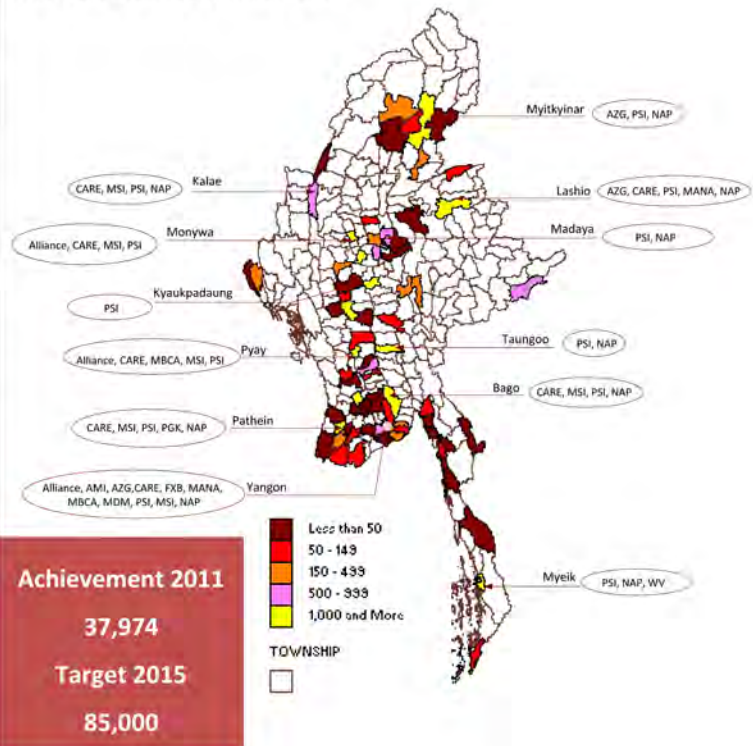 Myitkyinar
AZG, PSI, NAP
Kalae
CARE, MSI, PSI, NAP
Lashio
AZG, CARE, PSI, MANA, NAP
Monywa
Alliance, CARE, MSI, PSI
Madaya
PSI, NAP
Kyaukpadaung
PSI
Taungoo
PSI, NAP
Pyay
Alliance, CARE, MBCA, MSI, PSI
Bago
CARE, MSI, PSI, NAP
Pathein
CARE, MSI, PSI, PGK, NAP
Yangon
Alliance, AMI, AZG,CARE, FXB, MANA,
MBCA, MDM, PSI, MSI, NAP
Myeik
PSI, NAP, WV
Less than 50
50 - 149
150 - 499
500 - 999
1,000 and More
TOWNSHIP
Achievement 2011
37,974
Target 2015
85,000